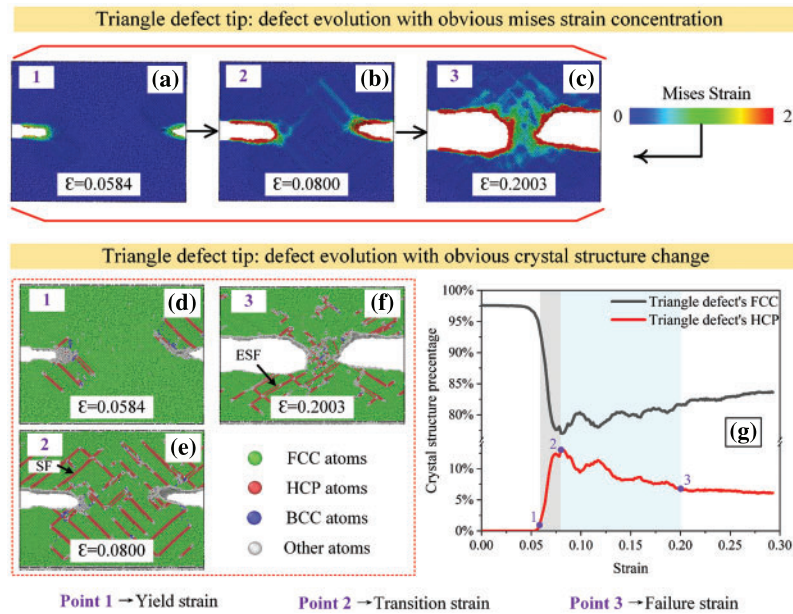 Triangle defect tip: defect evolution with obvious mises strain concentration
1 (a) 2 (b) 3 (c)
Mises Strain
0 2
Ɛ=0.0584 Ɛ=0.0800 Ɛ=0.2003
Triangle defect tip: defect evolution with obvious crystal structure change
1 (d) 3 (f)
ESF
Ɛ=0.0584 Ɛ=0.2003
2 (e)
SF
Ɛ=0.0800
FCC atoms
HCP atoms
BCC atoms
Other atoms
Crystal structure precentage
100%
95%
90%
85%
80%
10%
5%
0%
Triangle defect's FCC
Triangle defect's HCP
(g)
1
2
3
0.00 0.05 0.10 0.15 0.20 0.25 0.30
Strain
Point 1 →Yield strain Point 2 →Transition strain Point 3 →Failure strain